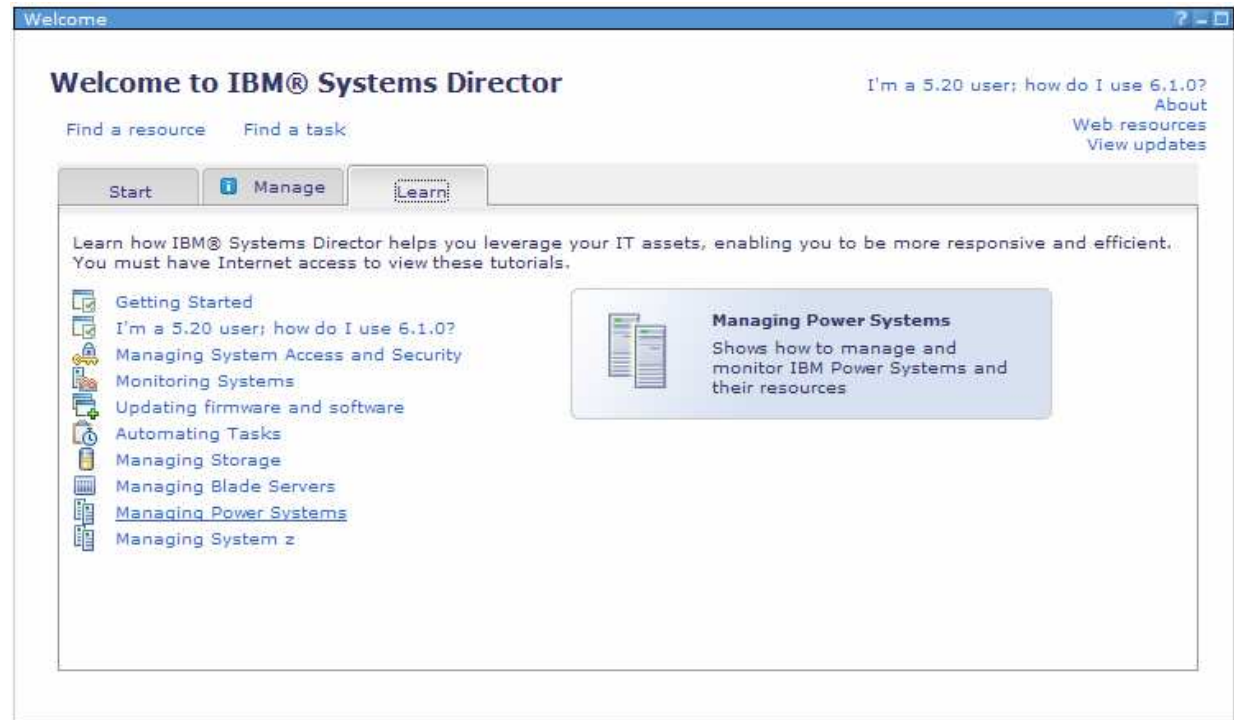 Welcome
? - □
Welcome to IBM® Systems Director
I'm a 5.20 user; how do I use 6.1.0?
About
Web resources
View updates
Find a resource
Find a task
Start
Manage
Learn
Learn how IBM® Systems Director helps you leverage your IT assets, enabling you to be more responsive and efficient.
You must have Internet access to view these tutorials.
Getting Started
I'm a 5.20 user; how do I use 6.1.0?
Managing System Access and Security
Monitoring Systems
Updating firmware and software
Automating Tasks
Managing Storage
Managing Blade Servers
Managing Power Systems
Managing System z
Managing Power Systems
Shows how to manage and
monitor IBM Power Systems and
their resources